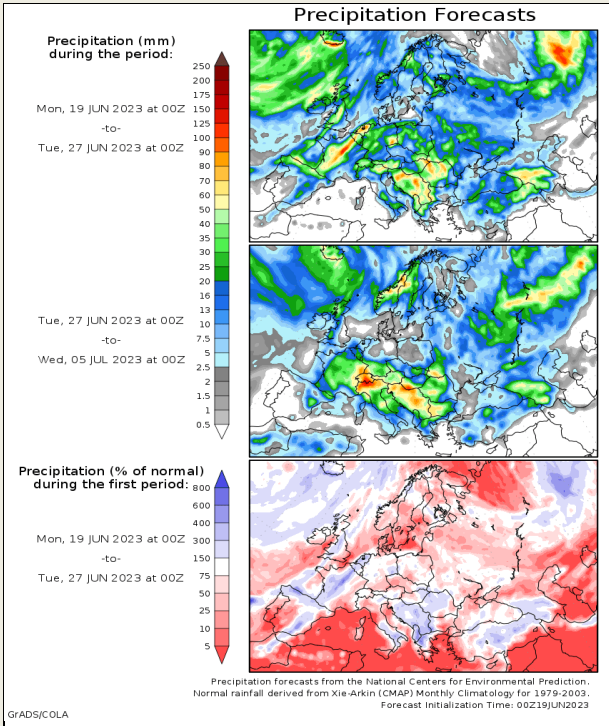 Precipitation Forecasts
Precipitation (mm)
during the period:
Mon, 19 JUN 2023 at 00Z
-to-
Tue, 27 JUN 2023 at 00Z
250
200
175
150
125
100
90
80
70
60
50
40
35
30
25
20
16
13
10
7.5
5
2.5
2
1.5
1
0.5
Tue, 27 JUN 2023 at 00Z
-to-
Wed, 05 JUL 2023 at 00Z
Precipitation (% of normal)
during the first period:
Mon, 19 JUN 2023 at 00Z
-to-
Tue, 27 JUN 2023 at 00Z
800
600
400
300
150
75
50
25
10
5
Precipitation forecasts from the National Centers for Environmental Prediction.
Normal rainfall derived from Xie-Arkin (CMAP) Monthly Climatology for 1979-2003.
Forecast Initialization Time: 00Z19JUN2023
GrADS/COLA